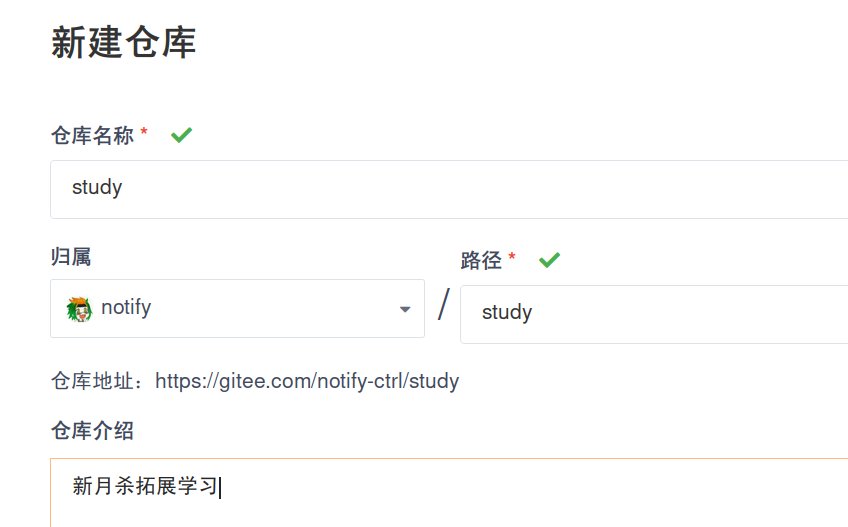 新建仓库
仓库名称 *
study
归属
路径 *
notify
/
study
仓库地址：https://gitee.com/notify-ctrl/study
仓库介绍
新月杀拓展学习